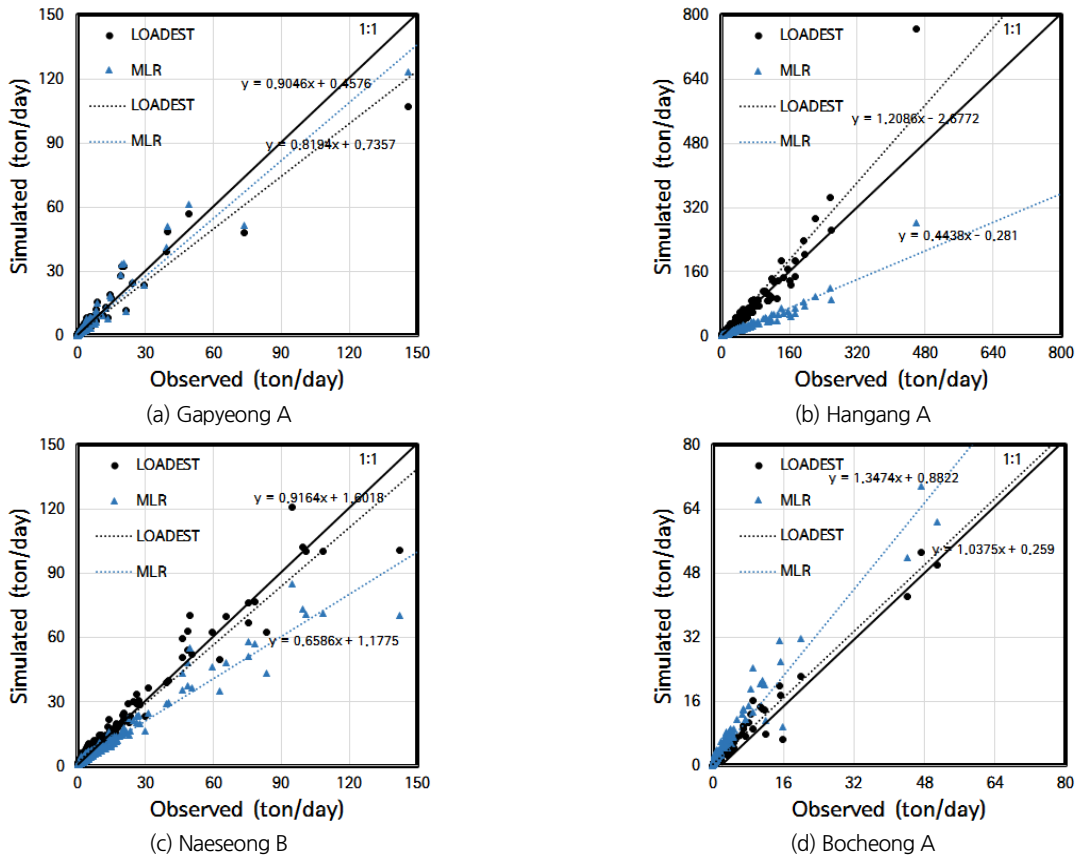 150
120
90
60
30
0
Simulated (ton/day)
LOADEST
MLR
LOADEST
MLR
1:1
y = 0.9046x + 0.4576
y = 0.8194x + 0.7357
0 30 60 90 120 150
Observed (ton/day)
(a) Gapyeong A
800
640
480
320
160
0
Simulated (ton/day)
LOADEST
MLR
LOADEST
MLR
1:1
y = 1.2086x - 2.6772
y = 0.4438x - 0.281
0 160 320 480 640 800
Observed (ton/day)
(b) Hangang A
150
120
90
60
30
0
Simulated (ton/day)
LOADEST
MLR
LOADEST
MLR
1:1
y = 0.9164x + 1.6018
y = 0.6586x + 1.1775
0 30 60 90 120 150
Observed (ton/day)
(c) Naeseong B
80
64
48
32
16
0
Simulated (ton/day)
LOADEST
MLR
LOADEST
MLR
1:1
y = 1.3474x + 0.8822
y = 1.0375x + 0.259
0 16 32 48 64 80
Observed (ton/day)
(d) Bocheong A